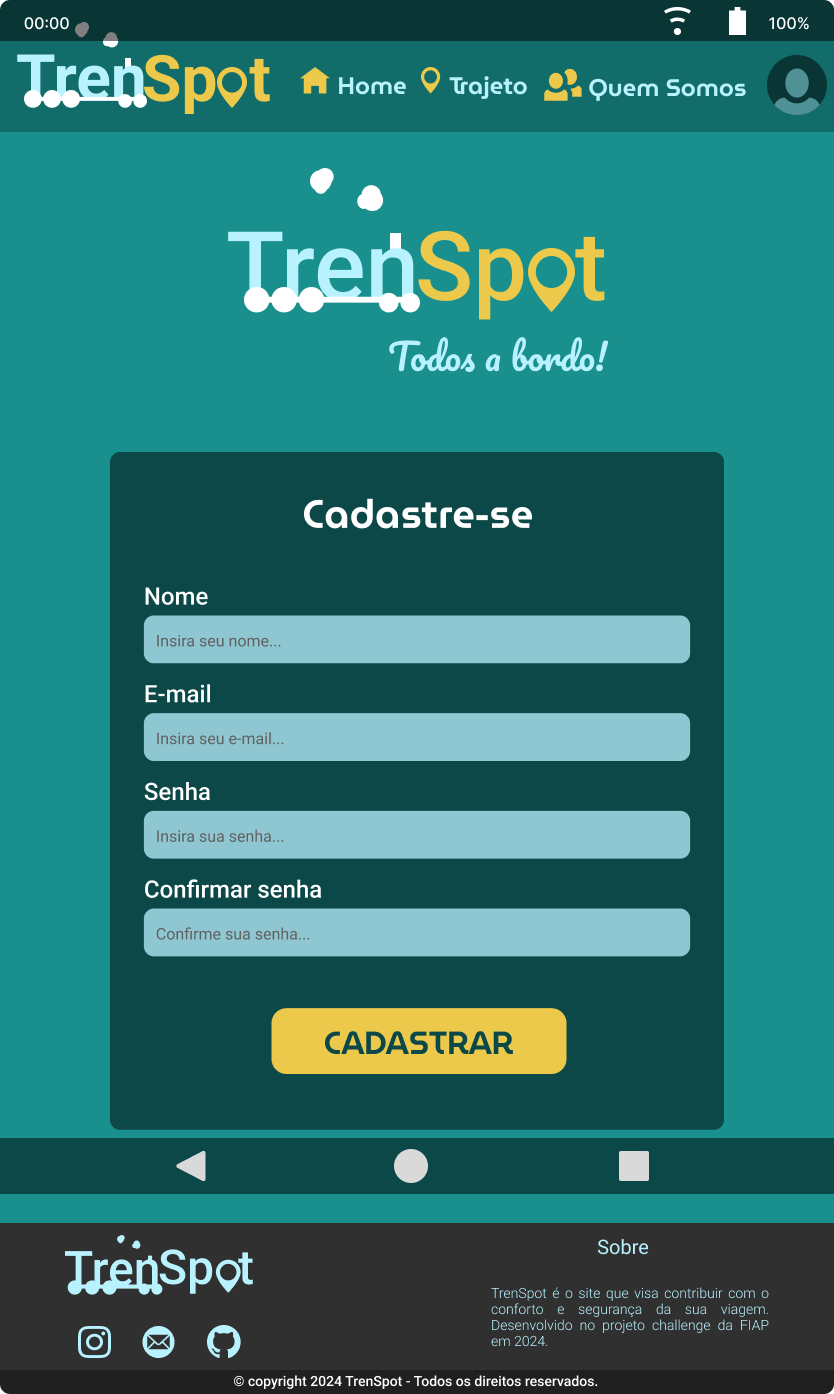 00:00
100%
TrenSpot
Home
Trajeto
Quem Somos
TrenSpot
Todos a bordo!
Cadastre-se
Nome
Insira seu nome...
E-mail
Insira seu e-mail...
Senha
Insira sua senha...
Confirmar senha
Confirme sua senha...
CADASTRAR
TrenSpot
Sobre
TrenSpot é o site que visa contribuir com o
conforto e segurança da sua viagem.
Desenvolvido no projeto challenge da FIAP
em 2024.
© copyright 2024 TrenSpot - Todos os direitos reservados.